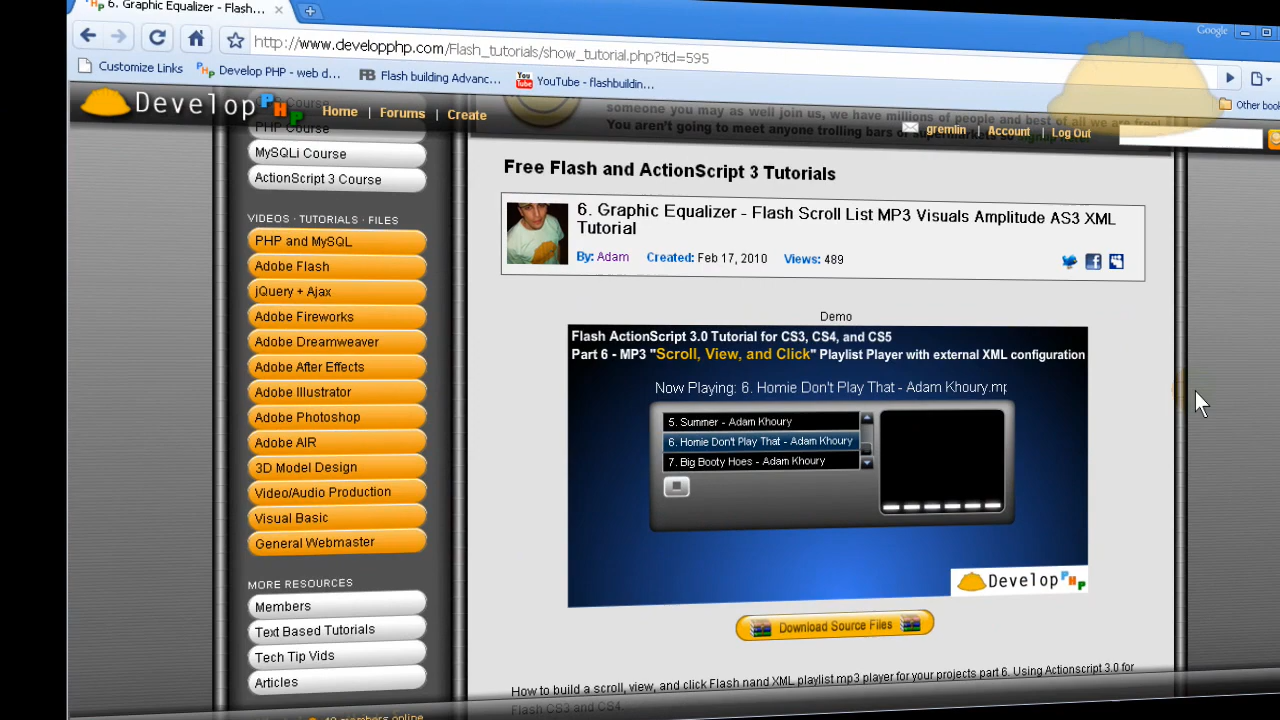 6. Graphic Equalizer - Flash...
Google
http://www.developphp.com/Flash_tutorials/show_tutorial.php?tid=595
Customize Links
Develop PHP - web d...
Flash building Advanc...
YouTube - flashbuildin...
Other book
Develop PHP
Home | Forums | Create
gremlin | Account | Log Out
someone you may as well join us, we have millions of people and best of all we are free!
You aren't going to meet anyone trolling bars or supermarkets
PHP Course
MySQLi Course
ActionScript 3 Course
VIDEOS · TUTORIALS · FILES
PHP and MySQL
Adobe Flash
jQuery + Ajax
Adobe Fireworks
Adobe Dreamweaver
Adobe After Effects
Adobe Illustrator
Adobe Photoshop
Adobe AIR
3D Model Design
Video/Audio Production
Visual Basic
General Webmaster
MORE RESOURCES
Members
Text Based Tutorials
Tech Tip Vids
Articles
members online
Free Flash and ActionScript 3 Tutorials
6. Graphic Equalizer - Flash Scroll List MP3 Visuals Amplitude AS3 XML
Tutorial
By: Adam Created: Feb 17, 2010 Views: 489
Demo
Flash ActionScript 3.0 Tutorial for CS3, CS4, and CS5
Part 6 - MP3 "Scroll, View, and Click" Playlist Player with external XML configuration
Now Playing: 6. Homie Don't Play That - Adam Khoury.mp
5. Summer - Adam Khoury
6. Homie Don't Play That - Adam Khoury
7. Big Booty Hoes - Adam Khoury
Develop PHP
Download Source Files
How to build a scroll, view, and click Flash nand XML playlist mp3 player for your projects part 6. Using Actionscript 3.0 for
Flash CS3 and CS4.